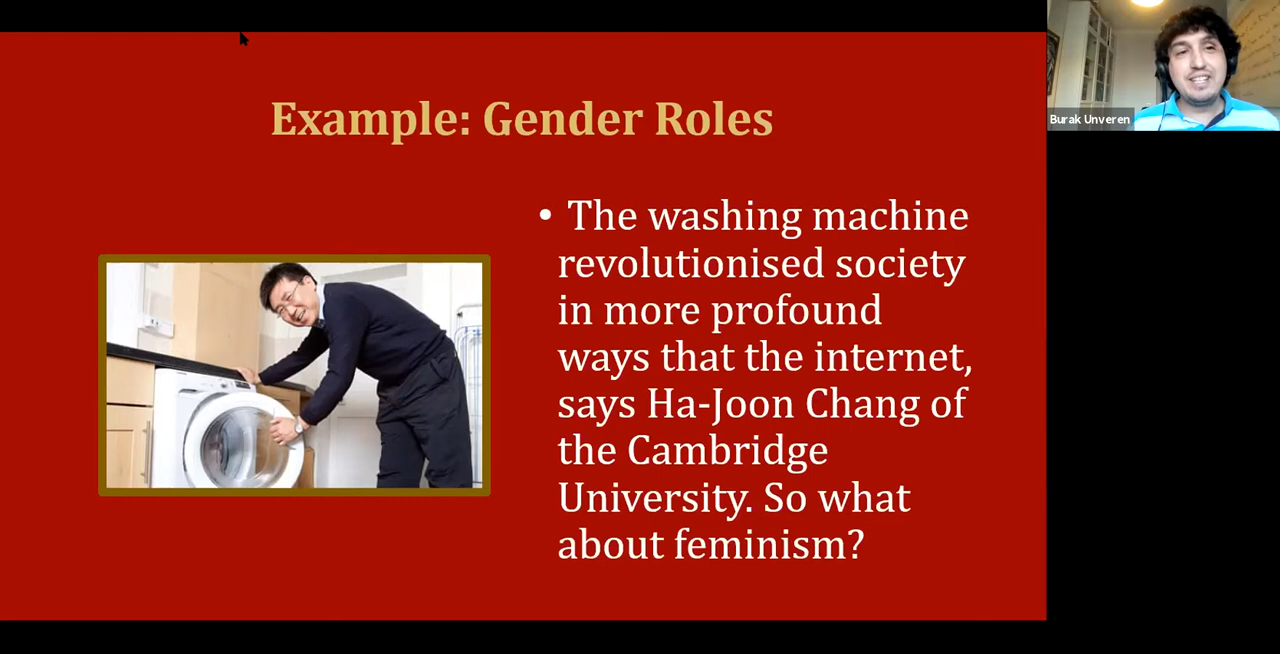 Example: Gender Roles
• The washing machine
revolutionised society
in more profound
ways that the internet,
says Ha-Joon Chang of
the Cambridge
University. So what
about feminism?
Burak Unveren